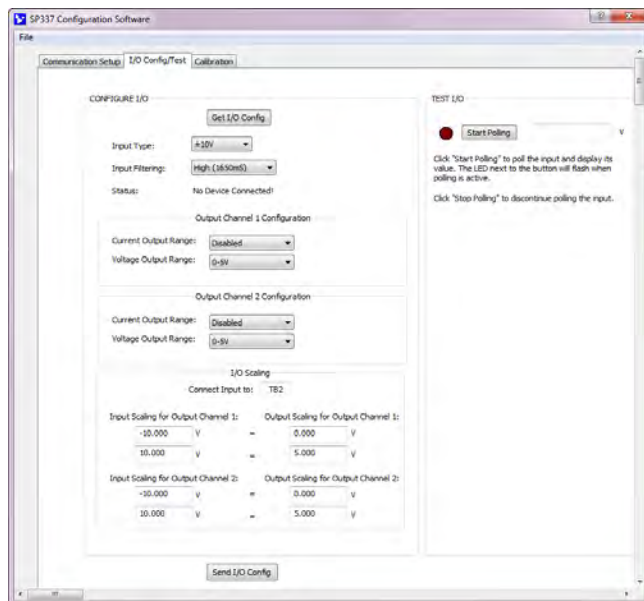 SP337 Configuration Software
File
Communication Setup I/O Config/Test Calibration
CONFIGURE I/O
Get I/O Config
Input Type: ±10V
Input Filtering: High (1650mS)
Status: No Device Connected!
Output Channel 1 Configuration
Current Output Range: Disabled
Voltage Output Range: 0-5V
Output Channel 2 Configuration
Current Output Range: Disabled
Voltage Output Range: 0-5V
I/O Scaling
Connect Input to: TB2
Input Scaling for Output Channel 1: Output Scaling for Output Channel 1:
-10.000 V = 0.000 V
10.000 V = 5.000 V
Input Scaling for Output Channel 2: Output Scaling for Output Channel 2:
-10.000 V = 0.000 V
10.000 V = 5.000 V
Send I/O Config
TEST I/O
Start Polling V
Click "Start Polling" to poll the input and display its
value. The LED next to the button will flash when
polling is active.
Click "Stop Polling" to discontinue polling the input.